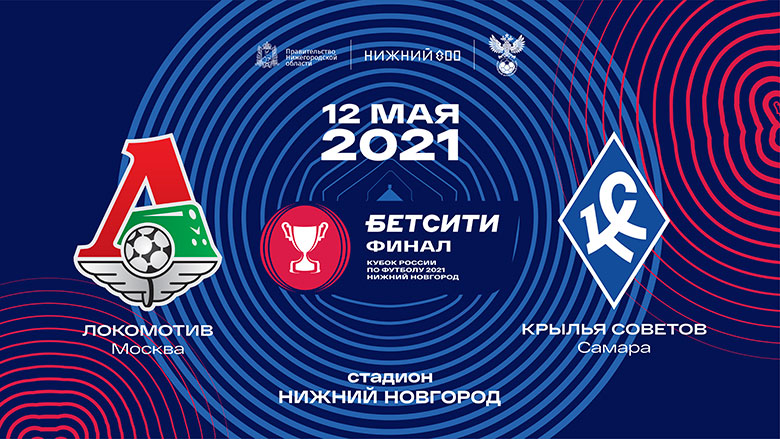 Правительство
Нижегородской
области
НИЖНИЙ 800
12 МАЯ
2021
БЕТСИТИ
ФИНАЛ
КУБОК РОССИИ
ПО ФУТБОЛУ 2021
НИЖНИЙ НОВГОРОД
ЛОКОМОТИВ
Москва
КРЫЛЬЯ СОВЕТОВ
Самара
СТАДИОН
НИЖНИЙ НОВГОРОД